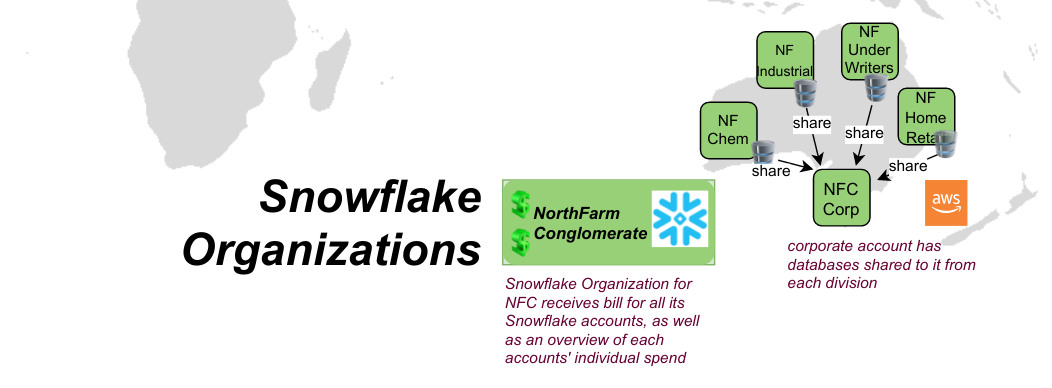 Snowflake
Organizations
NorthFarm
Conglomerate
Snowflake Organization for
NFC receives bill for all its
Snowflake accounts, as well
as an overview of each
accounts' individual spend
NF
Chem
share
NF
Industrial
share
NF
Under
Writers
share
NF
Home
Reta
share
NFC
Corp
aws
corporate account has
databases shared to it from
each division